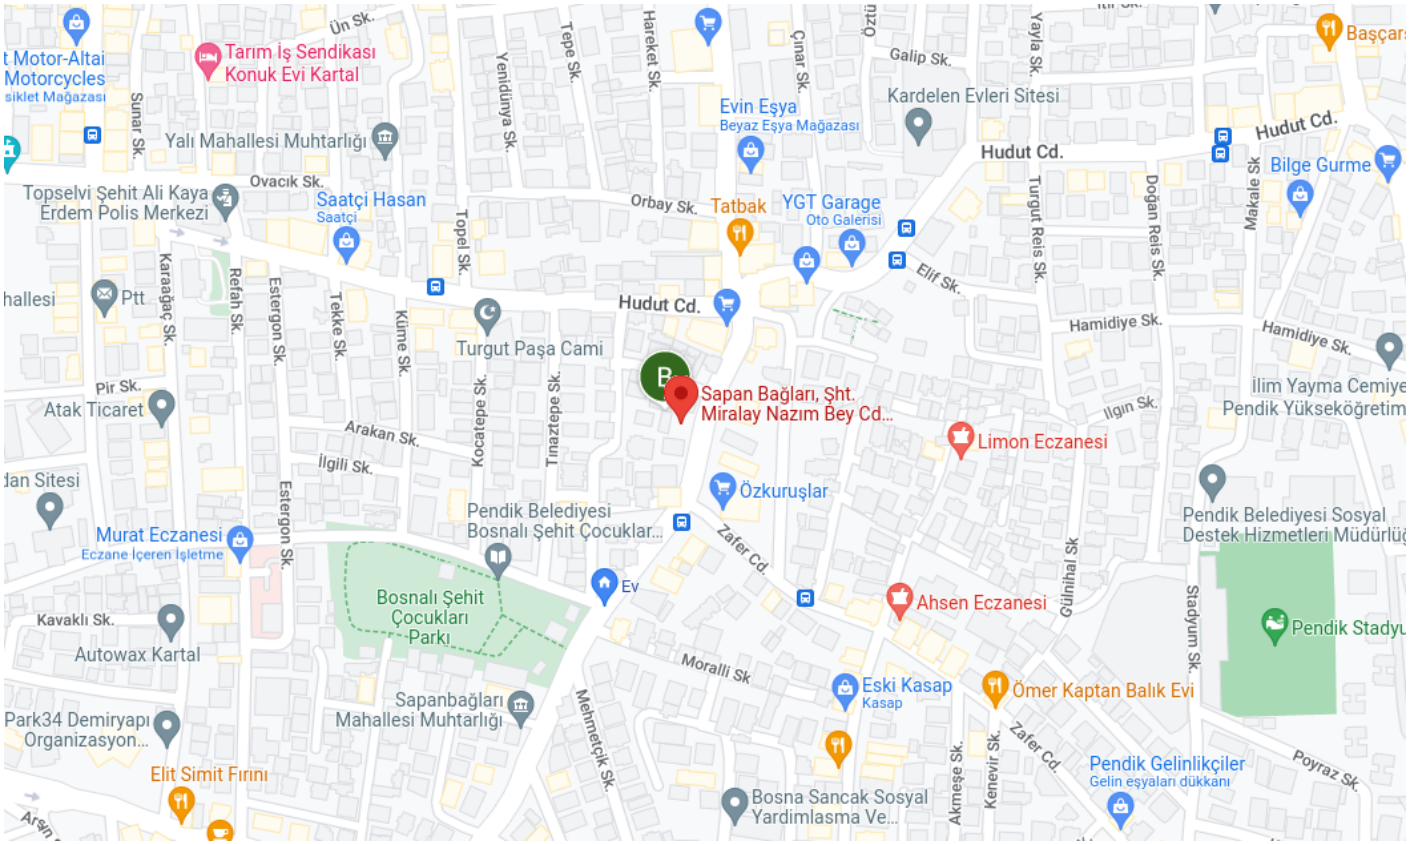 Ün Sk.
Tepe Sk.
Hareket Sk.
Çınar Sk.
Yayla Sk.
Başçar
t Motor-Altai
Motorcycles
siklet Mağazası
Tarım İş Sendikası
Konuk Evi Kartal
Galip Sk.
Yenidünya Sk.
Sunar Sk.
Evin Eşya
Beyaz Eşya Mağazası
Kardelen Evleri Sitesi
Hudut Cd.
Hudut Cd.
Yalı Mahallesi Muhtarlığı
Bilge Gurme
Ovacık Sk.
Makale Sk
Topselvi Şehit Ali Kaya
Erdem Polis Merkezi
Saatçi Hasan
Saatçi
Topel Sk.
Orbay Sk.
Tatbak
YGT Garage
Oto Galerisi
Turgut Reis Sk.
Doğan Reis Sk.
Elif Sk.
Karaağaç Sk.
Refah Sk.
Estergon Sk.
Tekke Sk.
Küme Sk.
hallesi
Ptt
Hudut Cd.
Hamidiye Sk.
Hamidiye Sk.
Turgut Paşa Cami
Pir Sk.
Atak Ticaret
Kocatepe Sk.
Tınaztepe Sk.
B
Sapan Bağları, Şht.
Miralay Nazım Bey Cd...
İlim Yayma Cemiye
Pendik Yükseköğretim
Ilgın Sk.
Arakan Sk.
İlgili Sk.
Limon Eczanesi
dan Sitesi
Estergon Sk.
Özkuruşlar
Pendik Belediyesi
Bosnalı Şehit Çocuklar...
Pendik Belediyesi Sosyal
Destek Hizmetleri Müdürlüğ
Murat Eczanesi
Eczane İçeren İşletme
Zafer Cd.
Gülnihal Sk
Ev
Bosnalı Şehit
Çocukları
Parkı
Ahsen Eczanesi
Stadyum Sk.
Pendik Stadyu
Kavaklı Sk.
Autowax Kartal
Moralli Sk
Sapanbağları
Mahallesi Muhtarlığı
Mehmetçik Sk.
Eski Kasap
Kasap
Ömer Kaptan Balık Evi
Park34 Demiryapı
Organizasyon...
Zafer Cd.
Akmeşe Sk.
Kenevir Sk.
Poyraz Sk.
Elit Simit Fırını
Pendik Gelinlikçiler
Gelin eşyaları dükkanı
Bosna Sancak Sosyal
Yardımlasma Ve...